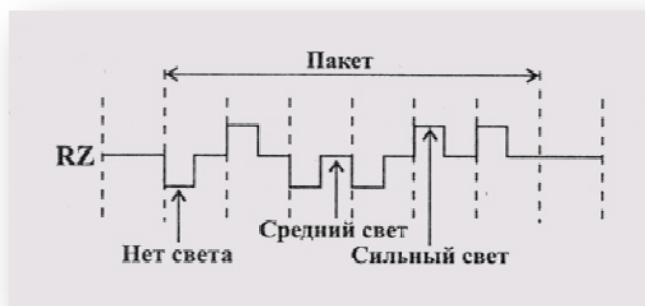 Пакет
RZ
Средний свет
Нет света
Сильный свет